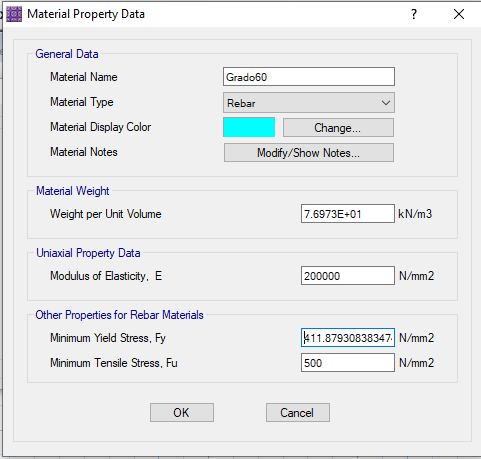 Material Property Data
General Data
Material Name Grado60
Material Type Rebar
Material Display Color Change...
Material Notes Modify/Show Notes...
Material Weight
Weight per Unit Volume 7.6973E+01 kN/m3
Uniaxial Property Data
Modulus of Elasticity, E 200000 N/mm2
Other Properties for Rebar Materials
Minimum Yield Stress, Fy 411.8793083834 N/mm2
Minimum Tensile Stress, Fu 500 N/mm2
OK Cancel